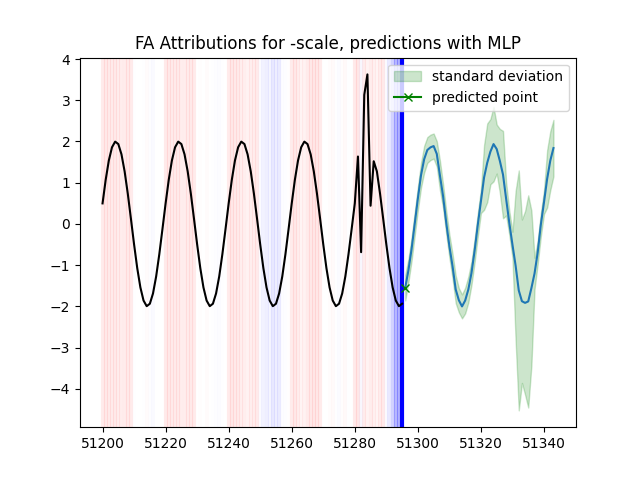 FA Attributions for -scale, predictions with MLP
4
3
2
1
0
−1
−2
−3
−4
standard deviation
predicted point
51200 51220 51240 51260 51280 51300 51320 51340